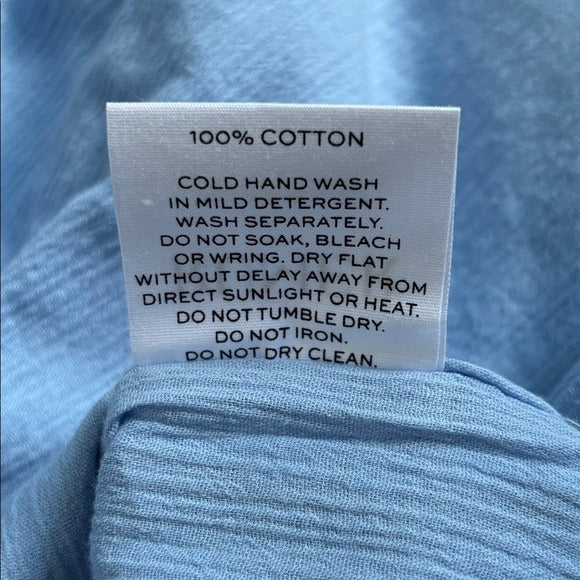 100% COTTON
COLD HAND WASH
IN MILD DETERGENT.
WASH SEPARATELY.
DO NOT SOAK, BLEACH
OR WRING. DRY FLAT
WITHOUT DELAY AWAY FROM
DIRECT SUNLIGHT OR HEAT.
DO NOT TUMBLE DRY.
DO NOT IRON.
DO NOT DRY CLEAN.